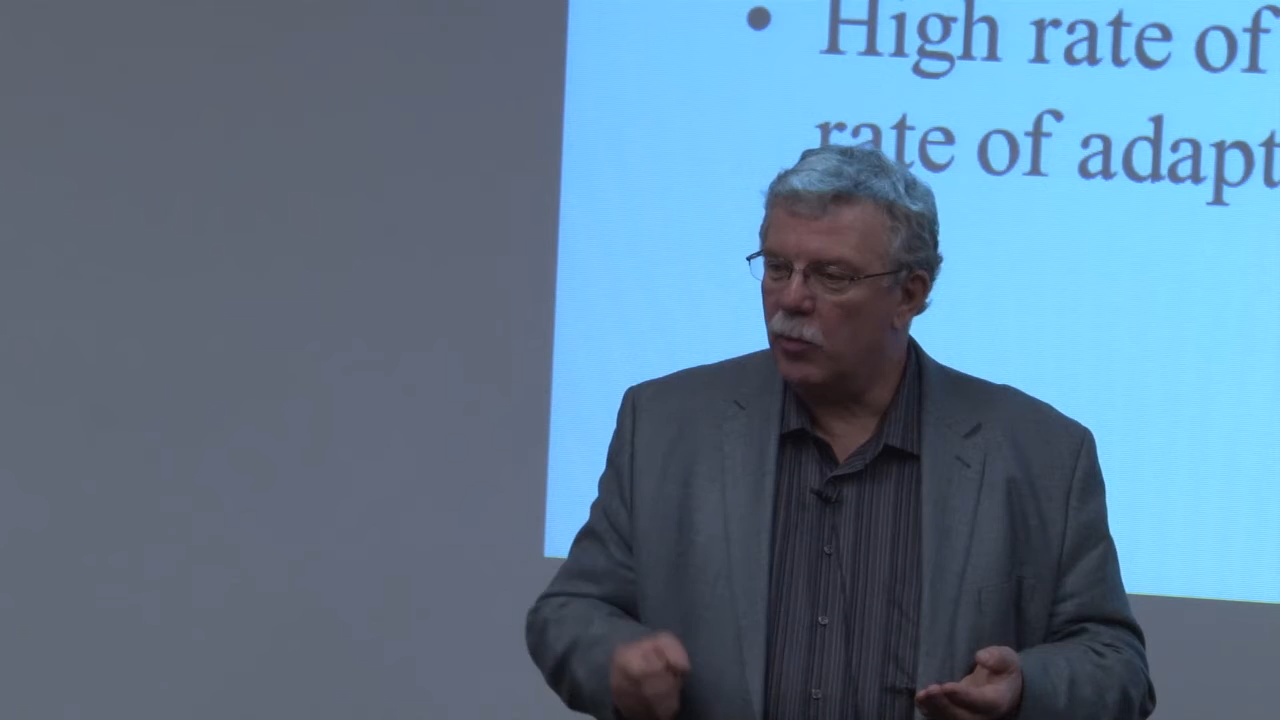 • High rate of
rate of adapt